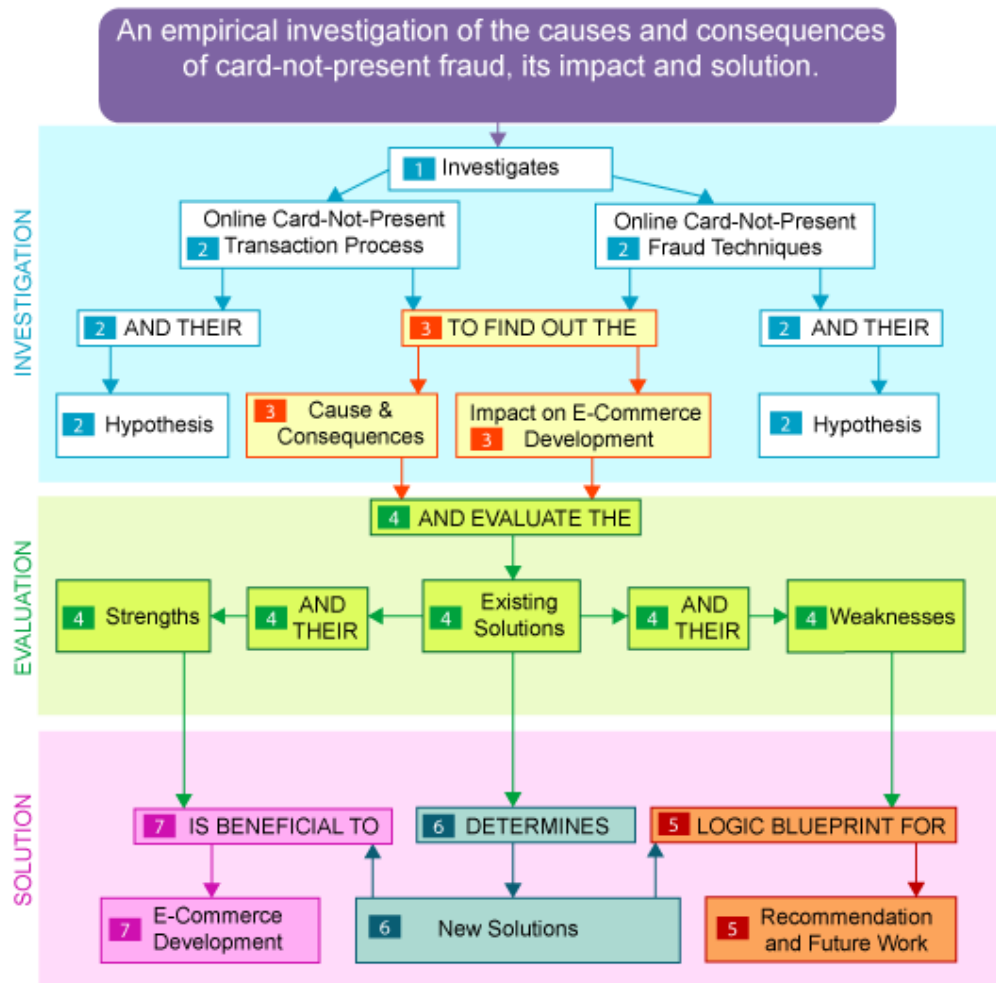 An empirical investigation of the causes and consequences
of card-not-present fraud, its impact and solution.
INVESTIGATION
1 Investigates
Online Card-Not-Present
2 Transaction Process
Online Card-Not-Present
2 Fraud Techniques
2 AND THEIR
3 TO FIND OUT THE
2 AND THEIR
2 Hypothesis
3 Cause &
Consequences
Impact on E-Commerce
3 Development
2 Hypothesis
EVALUATION
4 AND EVALUATE THE
4 Strengths
4 AND
THEIR
4 Existing
Solutions
4 AND
THEIR
4 Weaknesses
SOLUTION
7 IS BENEFICIAL TO
6 DETERMINES
5 LOGIC BLUEPRINT FOR
7 E-Commerce
Development
6 New Solutions
5 Recommendation
and Future Work